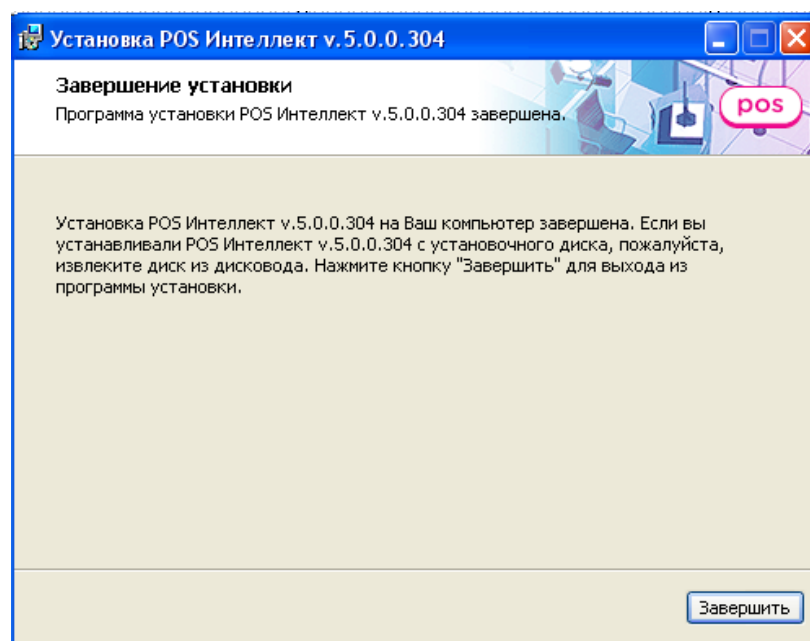 Установка POS Интеллект v.5.0.0.304
Завершение установки
Программа установки POS Интеллект v.5.0.0.304 завершена.
pos
Установка POS Интеллект v.5.0.0.304 на Ваш компьютер завершена. Если вы
устанавливали POS Интеллект v.5.0.0.304 с установочного диска, пожалуйста,
извлеките диск из дисковода. Нажмите кнопку "Завершить" для выхода из
программы установки.
Завершить